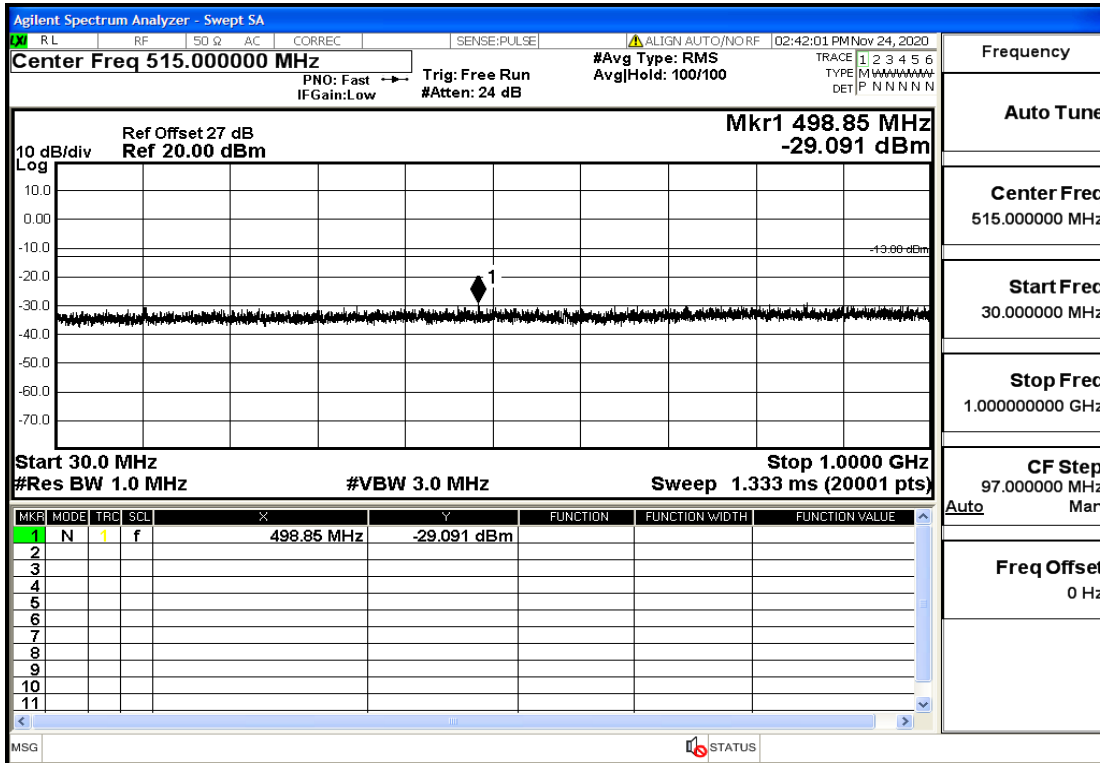 Agilent Spectrum Analyzer - Swept SA
LXI RL RF 50 Ω AC CORREC SENSE:PULSE ALIGN AUTO/NO RF 02:42:01 PM Nov 24, 2020
Center Freq 515.000000 MHz
PNO: Fast
IFGain:Low
Trig: Free Run
#Atten: 24 dB
#Avg Type: RMS
Avg|Hold: 100/100
TRACE 1 2 3 4 5 6
TYPE M WWWWW
DET P N N N N N
Ref Offset 27 dB
10 dB/div Ref 20.00 dBm
Log
Mkr1 498.85 MHz
-29.091 dBm
10.0
0.00
-10.0
-13.00 dBm
-20.0
1
-30.0
-40.0
-50.0
-60.0
-70.0
Start 30.0 MHz Stop 1.0000 GHz
#Res BW 1.0 MHz #VBW 3.0 MHz Sweep 1.333 ms (20001 pts)
MKR MODE TRC SCL X Y FUNCTION FUNCTION WIDTH FUNCTION VALUE
1 N 1 f 498.85 MHz -29.091 dBm
2
3
4
5
6
7
8
9
10
11
MSG STATUS
Frequency
Auto Tune
Center Freq
515.000000 MHz
Start Freq
30.000000 MHz
Stop Freq
1.000000000 GHz
CF Step
97.000000 MHz
Auto Man
Freq Offset
0 Hz